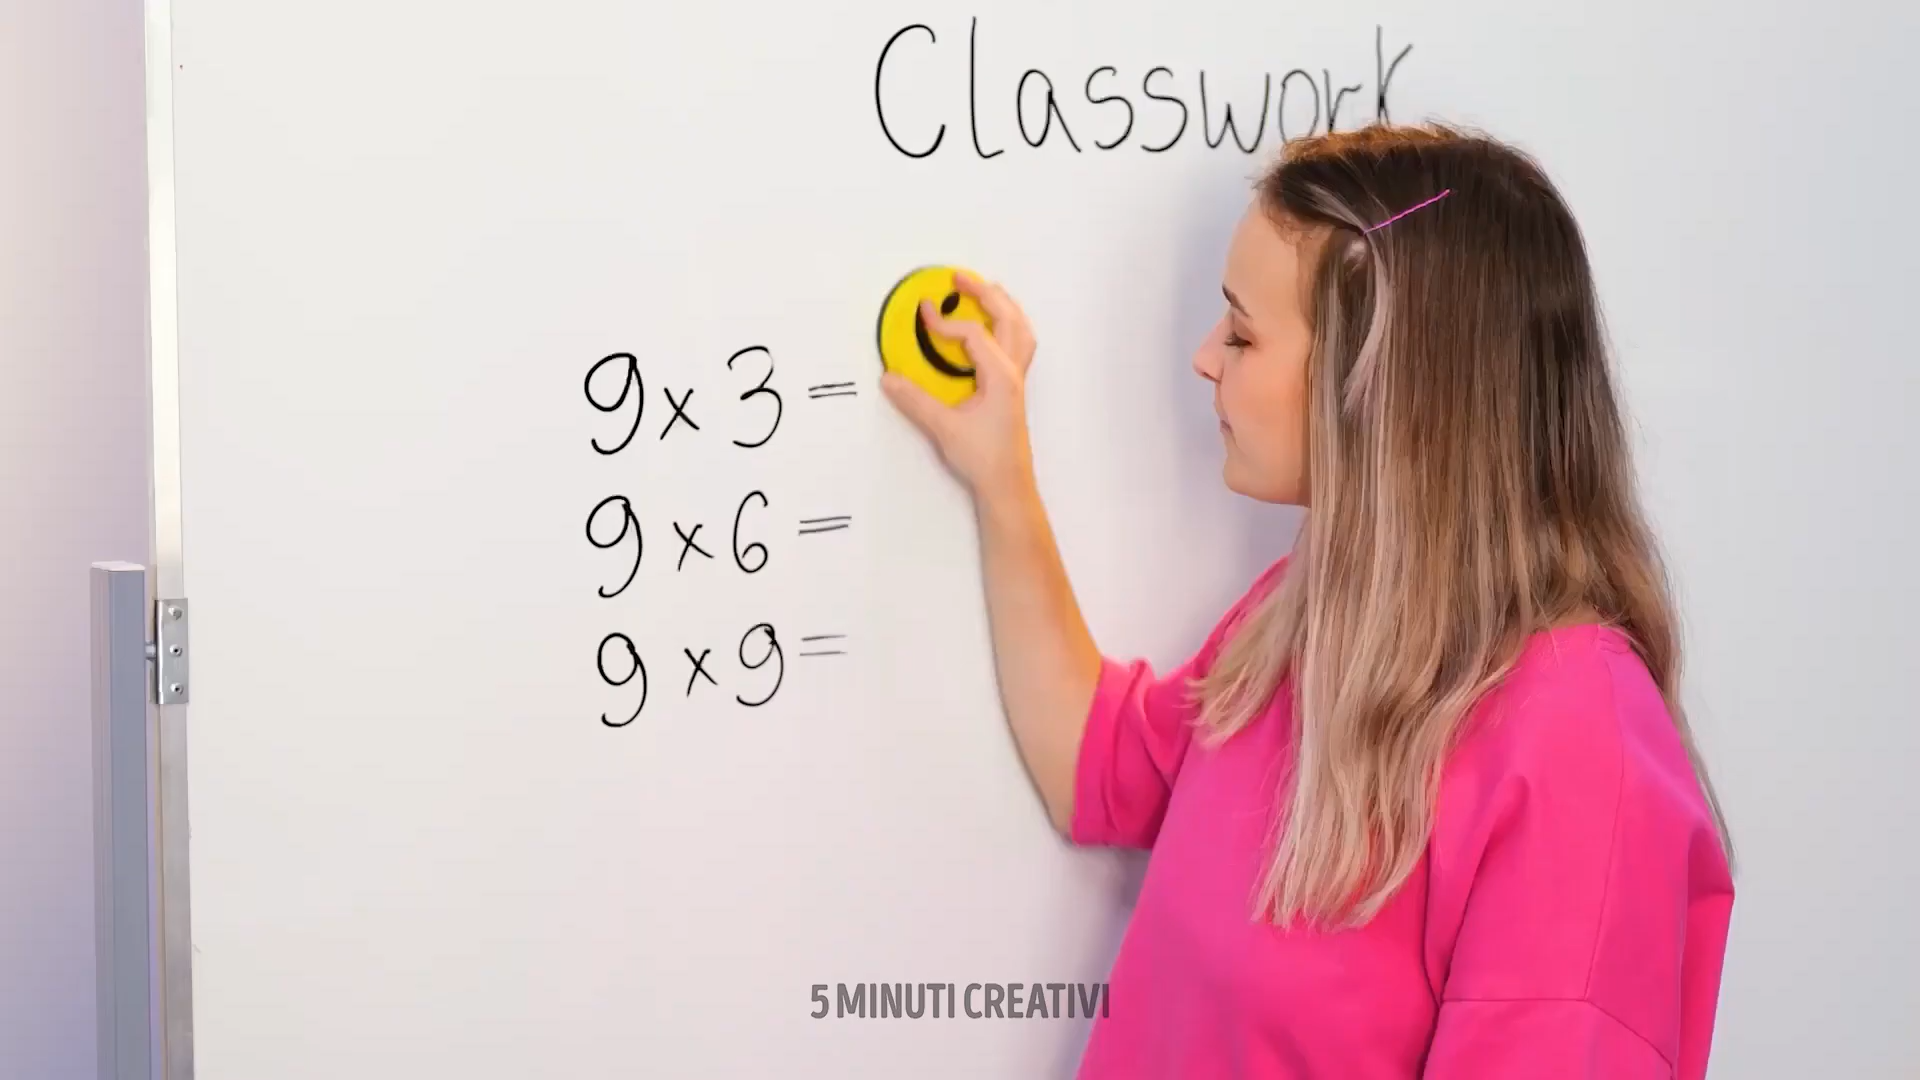 Classwork
9x3=
9x6=
9x9=
5 MINUTI CREATIVI